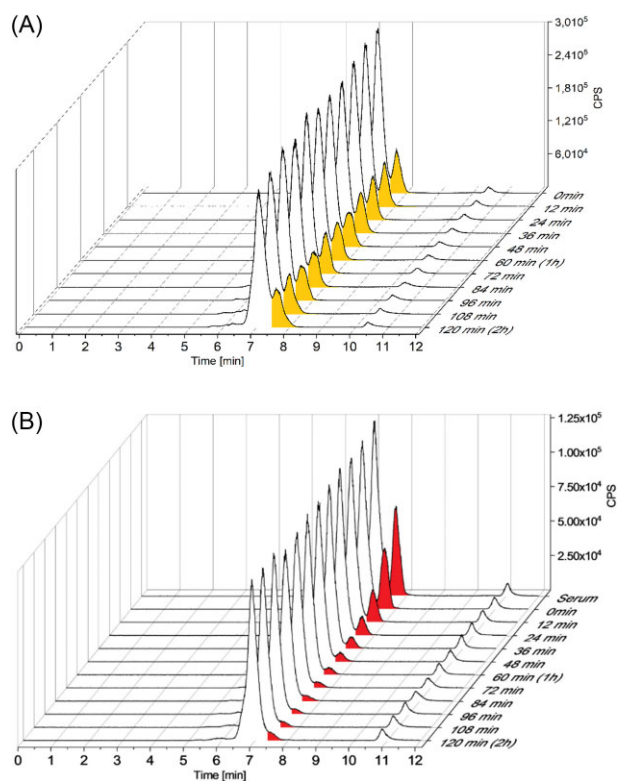 (A)
3,010⁵
2,410⁵
1,810⁵
1,210⁵
6,010⁴
CPS
0min
12 min
24 min
36 min
48 min
60 min (1h)
72 min
84 min
96 min
108 min
120 min (2h)
0 1 2 3 4 5 6 7 8 9 10 11 12
Time [min]
(B)
1.25x10⁵
1.00x10⁵
7.50x10⁴
5.00x10⁴
2.50x10⁴
CPS
Serum
0min
12 min
24 min
36 min
48 min
60 min (1h)
72 min
84 min
96 min
108 min
120 min (2h)
0 1 2 3 4 5 6 7 8 9 10 11 12
Time [min]